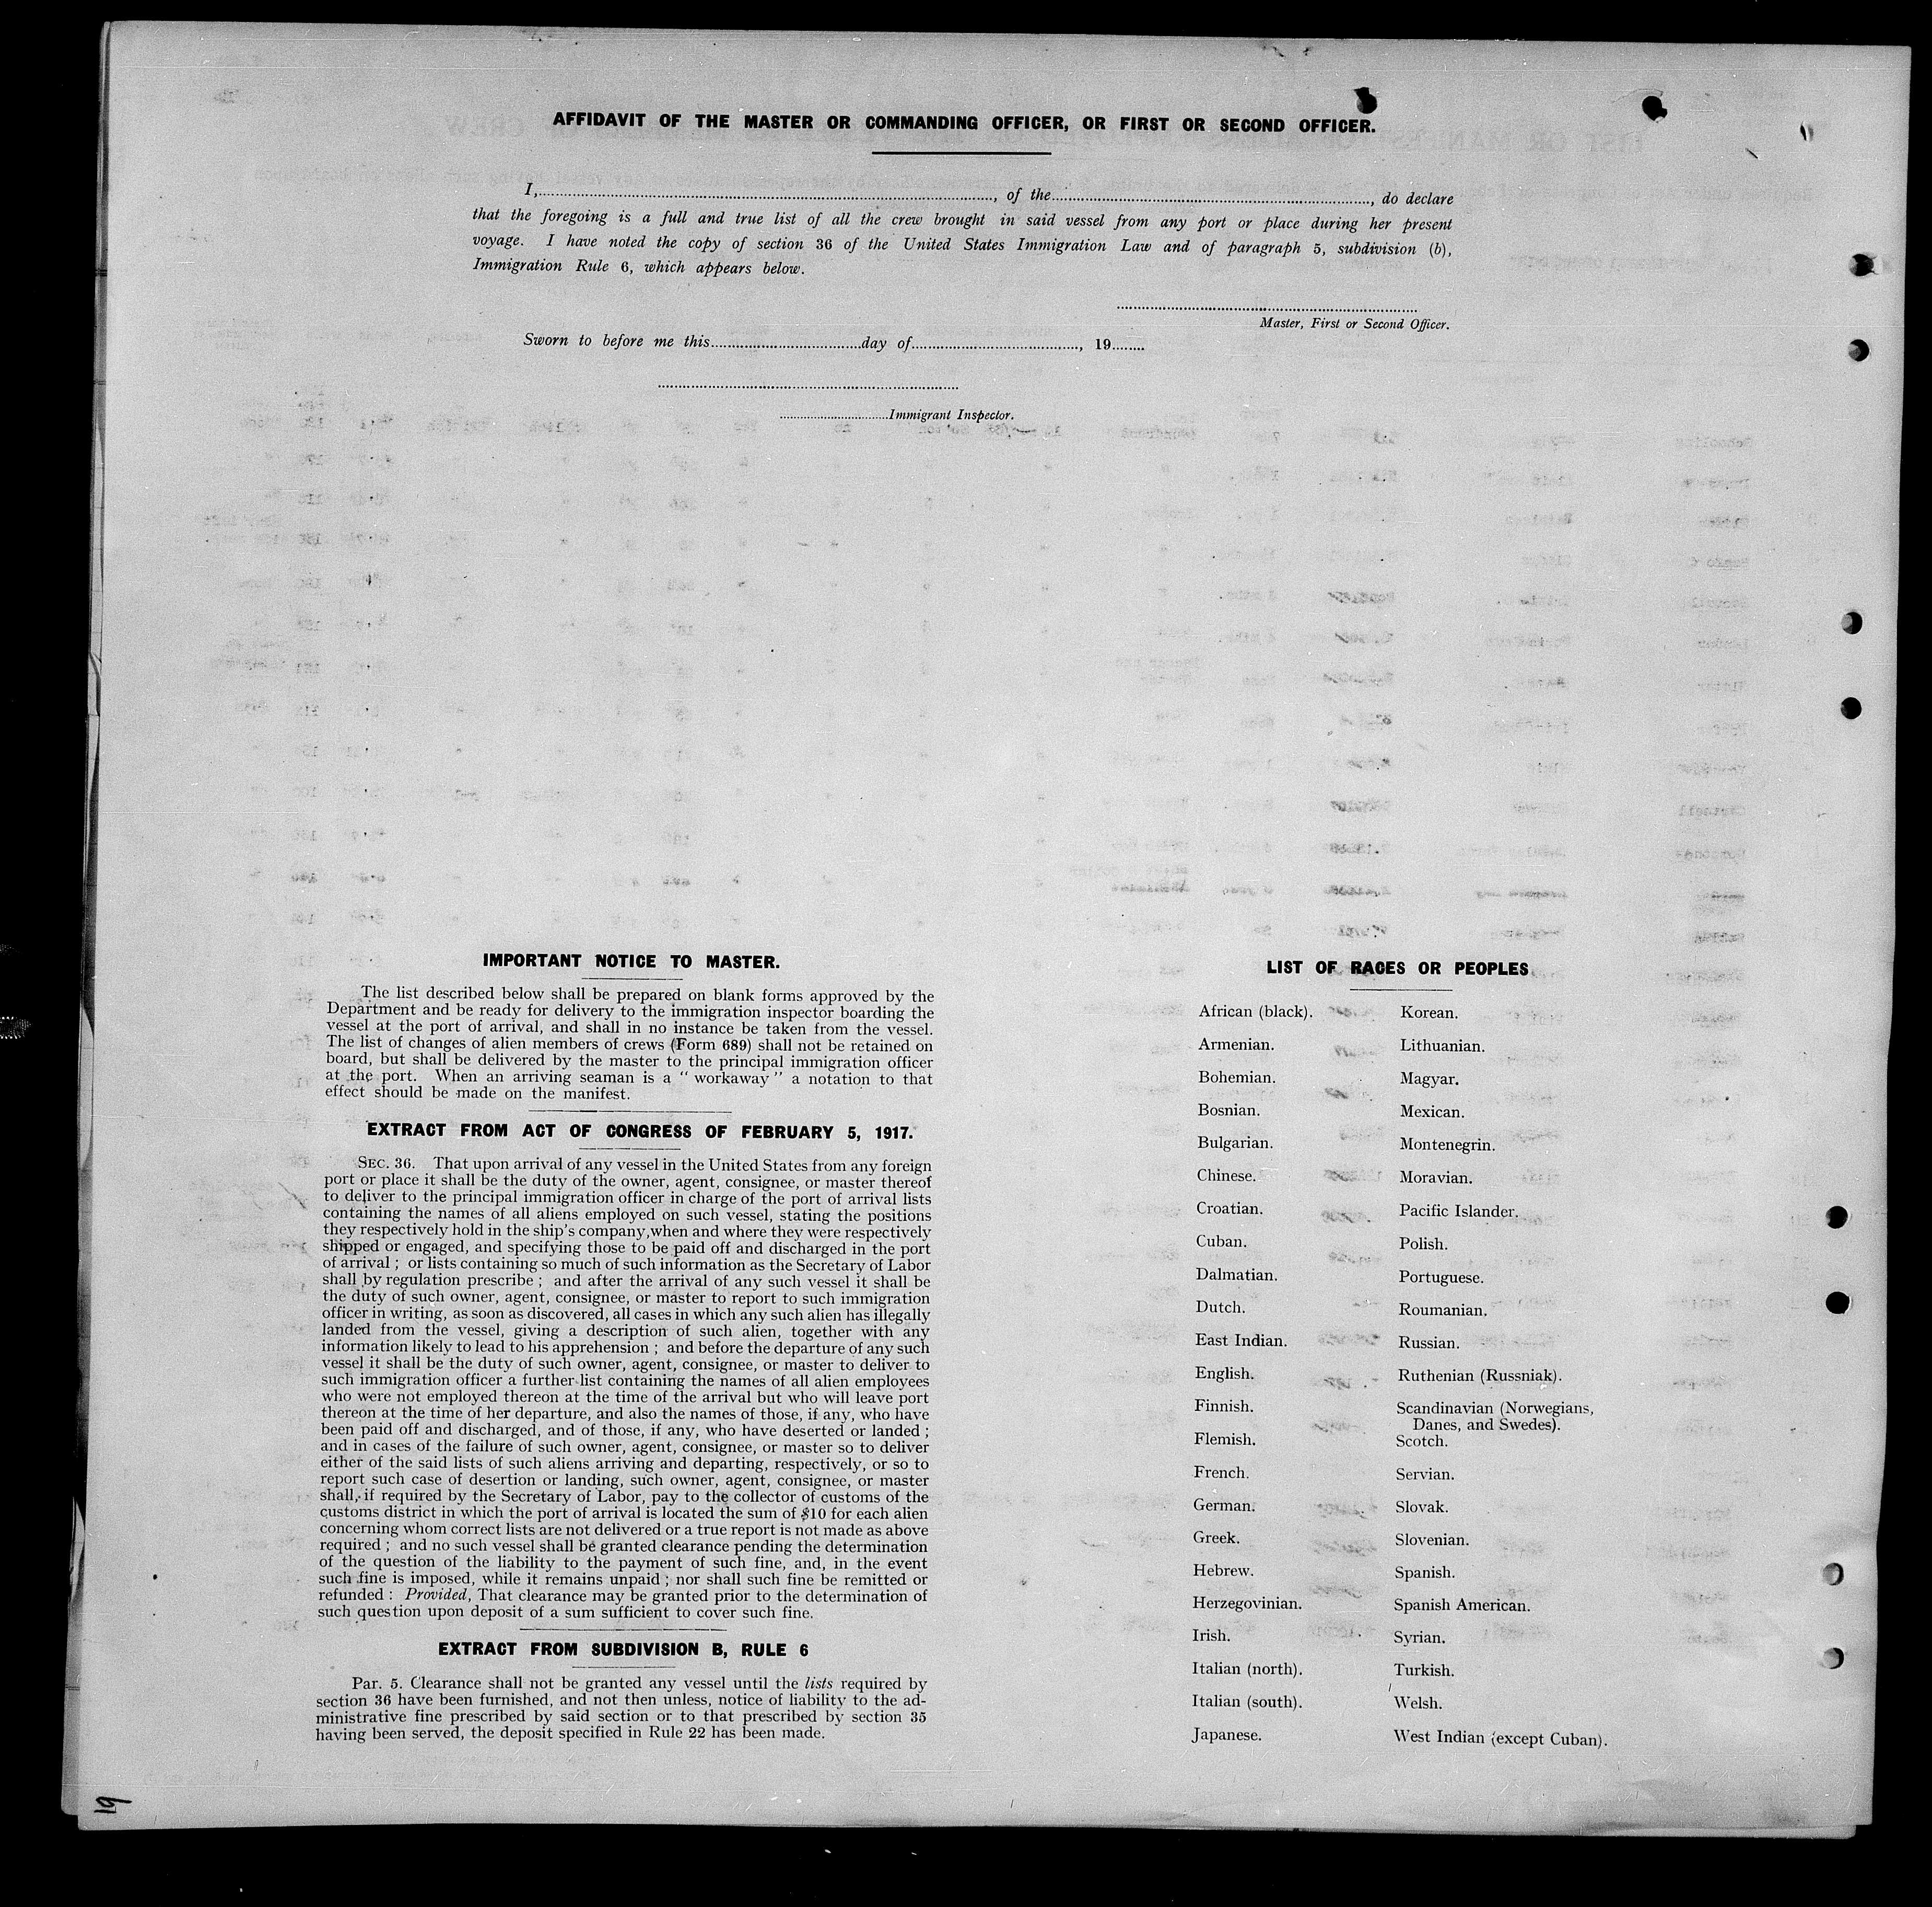 AFFIDAVIT OF THE MASTER OR COMMANDING OFFICER, OR FIRST OR SECOND OFFICER.
I,........................, of the........................, do declare
that the foregoing is a full and true list of all the crew brought in said vessel from any port or place during her present
voyage. I have noted the copy of section 36 of the United States Immigration Law and of paragraph 5, subdivision (b),
Immigration Rule 6, which appears below.
Master, First or Second Officer.
Sworn to before me this................day of................, 19........
................Immigrant Inspector.
IMPORTANT NOTICE TO MASTER.
The list described below shall be prepared on blank forms approved by the
Department and be ready for delivery to the immigration inspector boarding the
vessel at the port of arrival, and shall in no instance be taken from the vessel.
The list of changes of alien members of crews (Form 689) shall not be retained on
board, but shall be delivered by the master to the principal immigration officer
at the port. When an arriving seaman is a " workaway " a notation to that
effect should be made on the manifest.
EXTRACT FROM ACT OF CONGRESS OF FEBRUARY 5, 1917.
SEC. 36. That upon arrival of any vessel in the United States from any foreign
port or place it shall be the duty of the owner, agent, consignee, or master thereof
to deliver to the principal immigration officer in charge of the port of arrival lists
containing the names of all aliens employed on such vessel, stating the positions
they respectively hold in the ship's company,when and where they were respectively
shipped or engaged, and specifying those to be paid off and discharged in the port
of arrival ; or lists containing so much of such information as the Secretary of Labor
shall by regulation prescribe ; and after the arrival of any such vessel it shall be
the duty of such owner, agent, consignee, or master to report to such immigration
officer in writing, as soon as discovered, all cases in which any such alien has illegally
landed from the vessel, giving a description of such alien, together with any
information likely to lead to his apprehension ; and before the departure of any such
vessel it shall be the duty of such owner, agent, consignee, or master to deliver to
such immigration officer a further list containing the names of all alien employees
who were not employed thereon at the time of the arrival but who will leave port
thereon at the time of her departure, and also the names of those, if any, who have
been paid off and discharged, and of those, if any, who have deserted or landed ;
and in cases of the failure of such owner, agent, consignee, or master so to deliver
either of the said lists of such aliens arriving and departing, respectively, or so to
report such case of desertion or landing, such owner, agent, consignee, or master
shall, if required by the Secretary of Labor, pay to the collector of customs of the
customs district in which the port of arrival is located the sum of $10 for each alien
concerning whom correct lists are not delivered or a true report is not made as above
required ; and no such vessel shall be granted clearance pending the determination
of the question of the liability to the payment of such fine, and, in the event
such fine is imposed, while it remains unpaid ; nor shall such fine be remitted or
refunded : Provided, That clearance may be granted prior to the determination of
such question upon deposit of a sum sufficient to cover such fine.
EXTRACT FROM SUBDIVISION B, RULE 6
Par. 5. Clearance shall not be granted any vessel until the lists required by
section 36 have been furnished, and not then unless, notice of liability to the ad-
ministrative fine prescribed by said section or to that prescribed by section 35
having been served, the deposit specified in Rule 22 has been made.
LIST OF RACES OR PEOPLES
African (black).
Armenian.
Bohemian.
Bosnian.
Bulgarian.
Chinese.
Croatian.
Cuban.
Dalmatian.
Dutch.
East Indian.
English.
Finnish.
Flemish.
French.
German.
Greek.
Hebrew.
Herzegovinian.
Irish.
Italian (north).
Italian (south).
Japanese.
Korean.
Lithuanian.
Magyar.
Mexican.
Montenegrin.
Moravian.
Pacific Islander.
Polish.
Portuguese.
Roumanian.
Russian.
Ruthenian (Russniak).
Scandinavian (Norwegians,
Danes, and Swedes).
Scotch.
Servian.
Slovak.
Slovenian.
Spanish.
Spanish American.
Syrian.
Turkish.
Welsh.
West Indian (except Cuban).
19